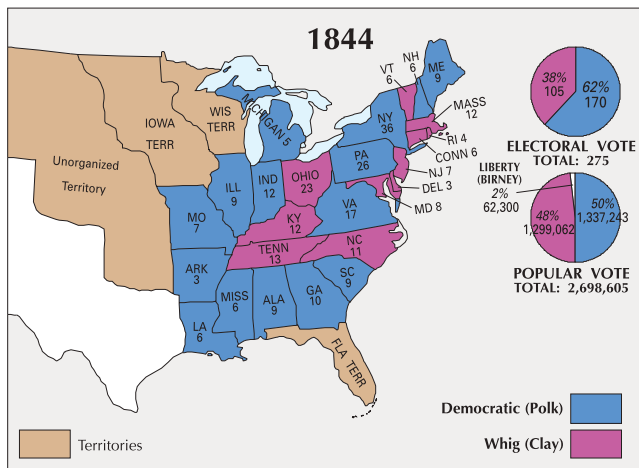 1844
NH
6
VT
6
ME
9
MASS
12
RI 4
CONN 6
NJ 7
DEL 3
MD 8
NY
36
PA
26
MICHIGAN 5
WIS
TERR
IOWA
TERR
Unorganized
Territory
ILL
9
IND
12
OHIO
23
VA
17
KY
12
MO
7
TENN
13
NC
11
ARK
3
SC
9
MISS
6
ALA
9
GA
10
LA
6
FLA TERR
38%
105
62%
170
ELECTORAL VOTE
TOTAL: 275
LIBERTY
(BIRNEY)
2%
62,300
50%
1,337,243
48%
1,299,062
POPULAR VOTE
TOTAL: 2,698,605
Democratic (Polk)
Whig (Clay)
Territories